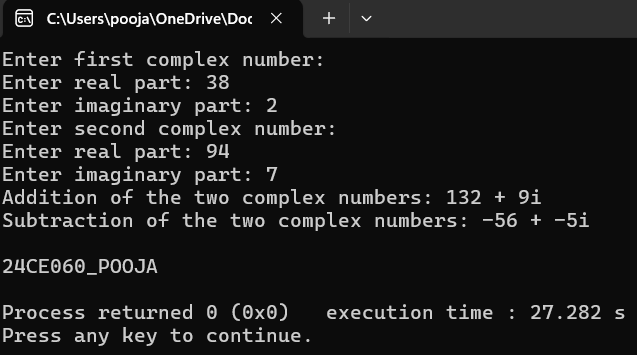 C:\Users\pooja\OneDrive\Doc
Enter first complex number:
Enter real part: 38
Enter imaginary part: 2
Enter second complex number:
Enter real part: 94
Enter imaginary part: 7
Addition of the two complex numbers: 132 + 9i
Subtraction of the two complex numbers: -56 + -5i
24CE060_POOJA
Process returned 0 (0x0)   execution time : 27.282 s
Press any key to continue.